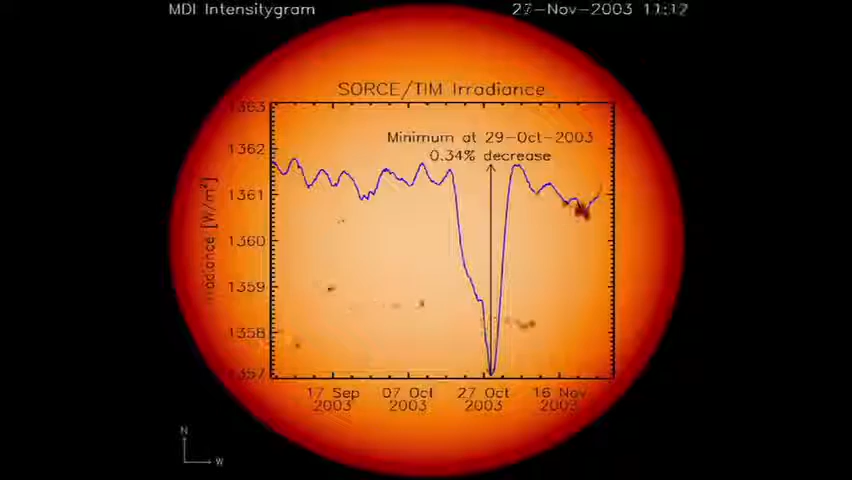 MDI Intensitygram
27-Nov-2003 11:12
SORCE/TIM Irradiance
1363
Minimum at 29-Oct-2003
0.34% decrease
1362
1361
1360
1359
1358
1357
Irradiance [W/m²]
17 Sep 2003
07 Oct 2003
27 Oct 2003
16 Nov 2003
N
W